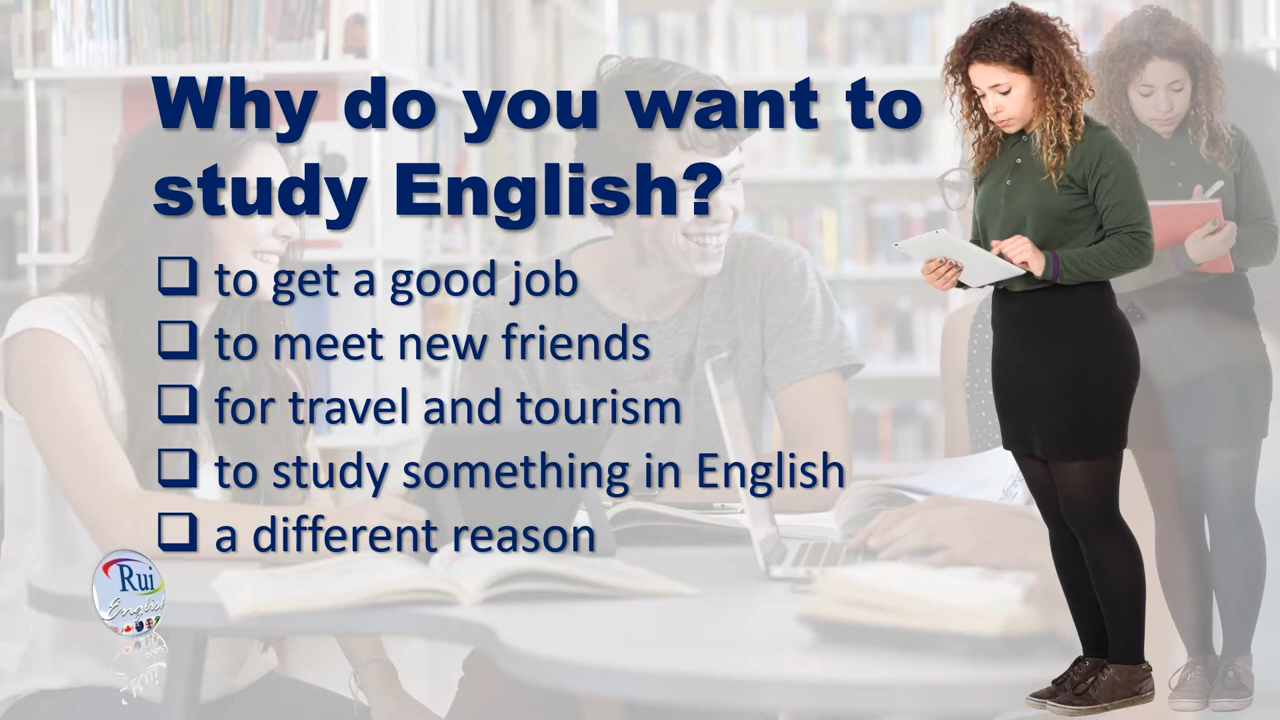 Why do you want to
study English?
to get a good job
to meet new friends
for travel and tourism
to study something in English
a different reason
Rui
English